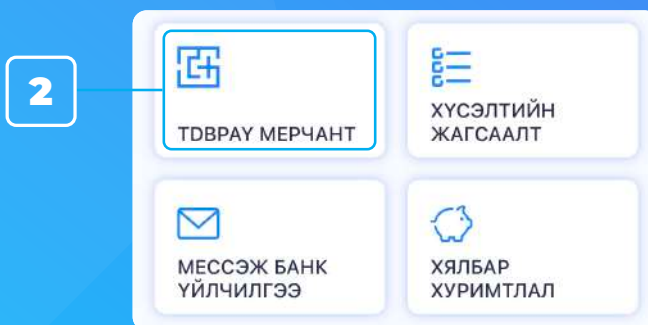 2
TDBPAY МЕРЧАНТ
ХҮСЭЛТИЙН
ЖАГСААЛТ
МЕССЭЖ БАНК
ҮЙЛЧИЛГЭЭ
ХЯЛБАР
ХУРИМТЛАЛ